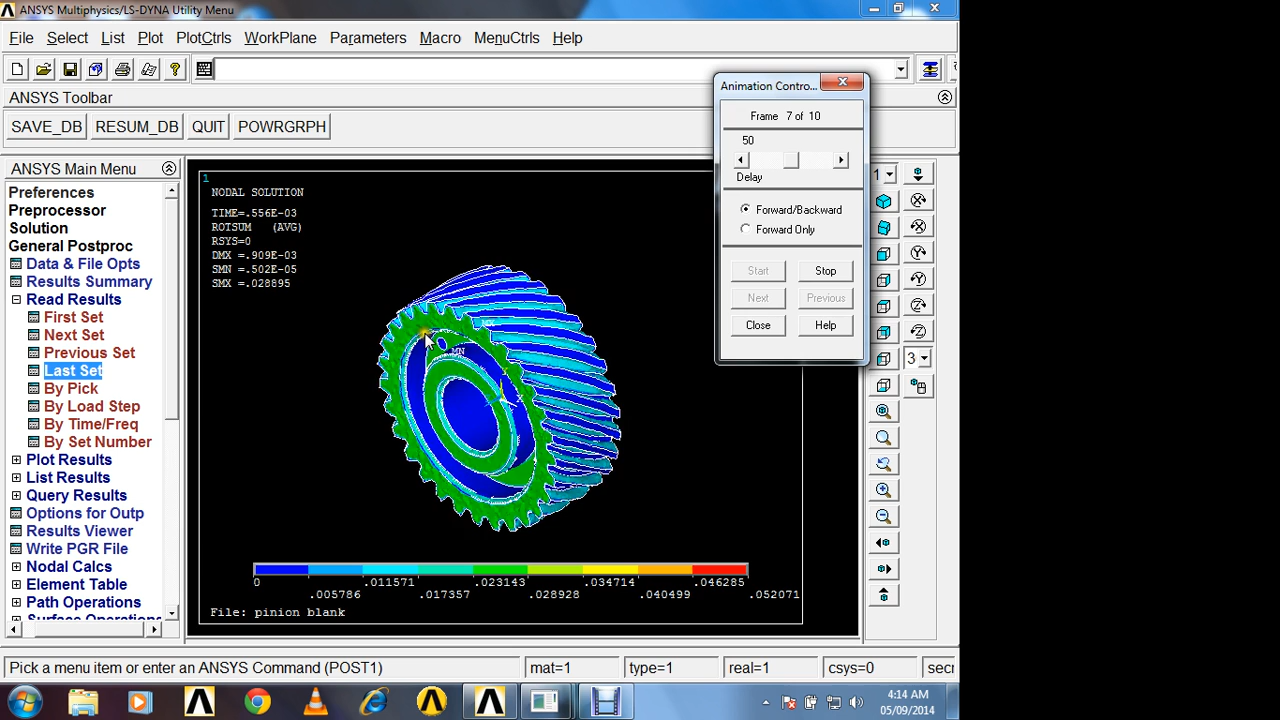 ANSYS Multiphysics/LS-DYNA Utility Menu
File Select List Plot PlotCtrls WorkPlane Parameters Macro MenuCtrls Help
ANSYS Toolbar
SAVE_DB RESUM_DB QUIT POWRGRPH
ANSYS Main Menu
Preferences
Preprocessor
Solution
General Postproc
Data & File Opts
Results Summary
Read Results
First Set
Next Set
Previous Set
Last Set
By Pick
By Load Step
By Time/Freq
By Set Number
Plot Results
List Results
Query Results
Options for Outp
Results Viewer
Write PGR File
Nodal Calcs
Element Table
Path Operations
Surface Operations
1
NODAL SOLUTION
TIME=.556E-03
ROTSUM (AVG)
RSYS=0
DMX =.909E-03
SMN =.502E-05
SMX =.028895
MN
0 .011571 .023143 .034714 .046285
.005786 .017357 .028928 .040499 .052071
File: pinion blank
Animation Contro...
Frame 7 of 10
50
Delay
Forward/Backward
Forward Only
Start Stop
Next Previous
Close Help
1
3
Pick a menu item or enter an ANSYS Command (POST1)
mat=1 type=1 real=1 csys=0 sec
4:14 AM
05/09/2014